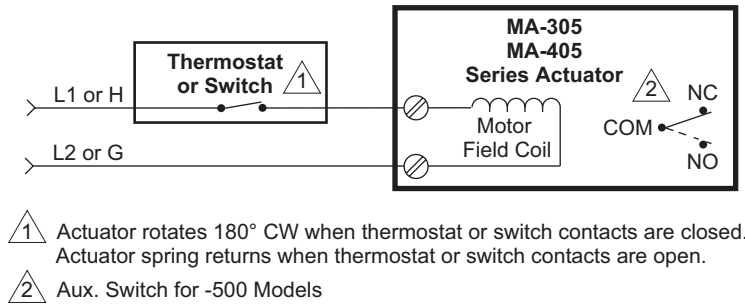 MA-305
MA-405
Series Actuator
Thermostat
or Switch
1
L1 or H
2
NC
COM
NO
Motor
Field Coil
L2 or G
1 Actuator rotates 180° CW when thermostat or switch contacts are closed.
Actuator spring returns when thermostat or switch contacts are open.
2 Aux. Switch for -500 Models